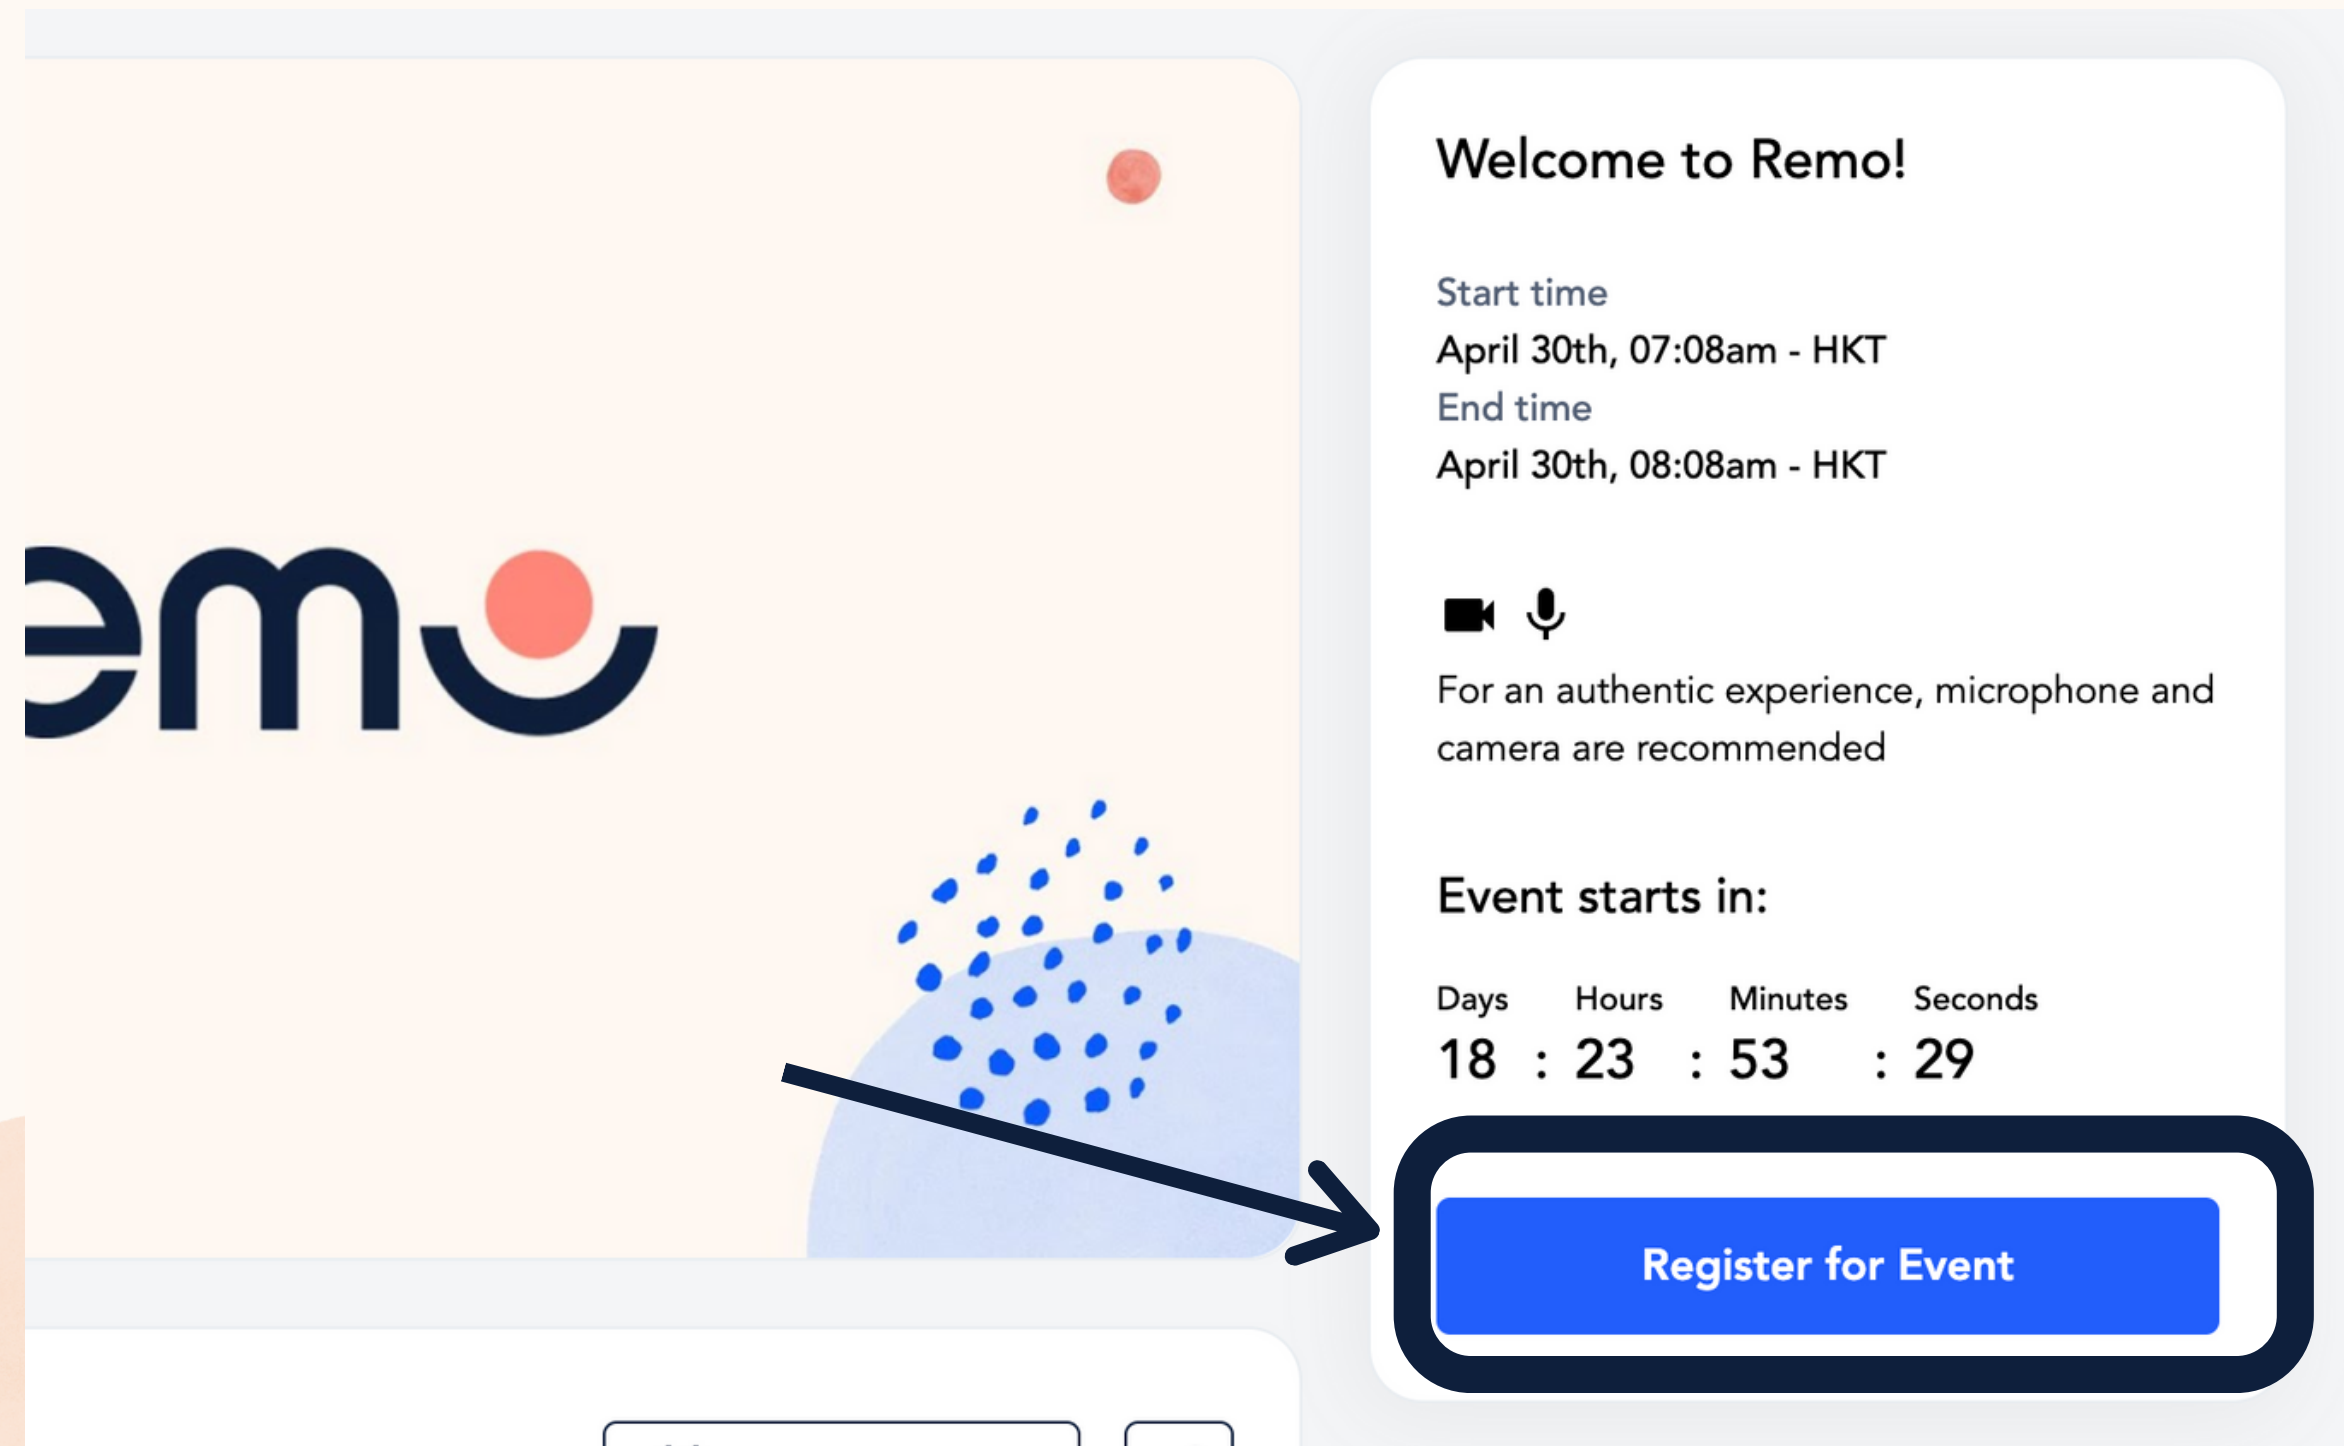 emo
Welcome to Remo!
Start time
April 30th, 07:08am - HKT
End time
April 30th, 08:08am - HKT
For an authentic experience, microphone and
camera are recommended
Event starts in:
Days Hours Minutes Seconds
18 : 23 : 53 : 29
Register for Event